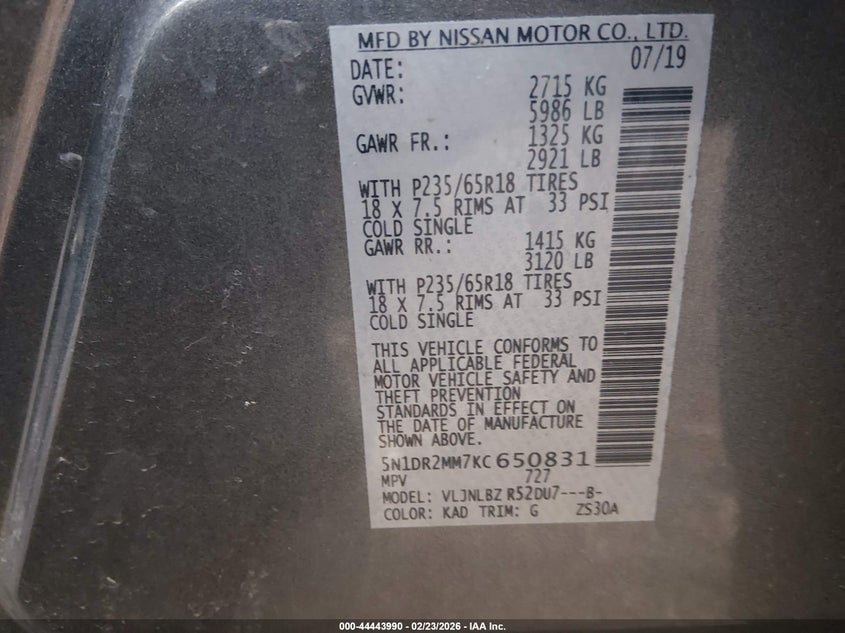 MFD BY NISSAN MOTOR CO., LTD.
DATE: 07/19
GVWR: 2715 KG
5986 LB
GAWR FR.: 1325 KG
2921 LB
WITH P235/65R18 TIRES
18 X 7.5 RIMS AT 33 PSI
COLD SINGLE
GAWR RR.: 1415 KG
3120 LB
WITH P235/65R18 TIRES
18 X 7.5 RIMS AT 33 PSI
COLD SINGLE
THIS VEHICLE CONFORMS TO
ALL APPLICABLE FEDERAL
MOTOR VEHICLE SAFETY AND
THEFT PREVENTION
STANDARDS IN EFFECT ON
THE DATE OF MANUFACTURE
SHOWN ABOVE.
5N1DR2MM7KC650831
MPV 727
MODEL: VLJNLBZ R52DU7---B-
COLOR: KAD TRIM: G ZS30A
000-44443990 - 02/23/2026 - IAA Inc.